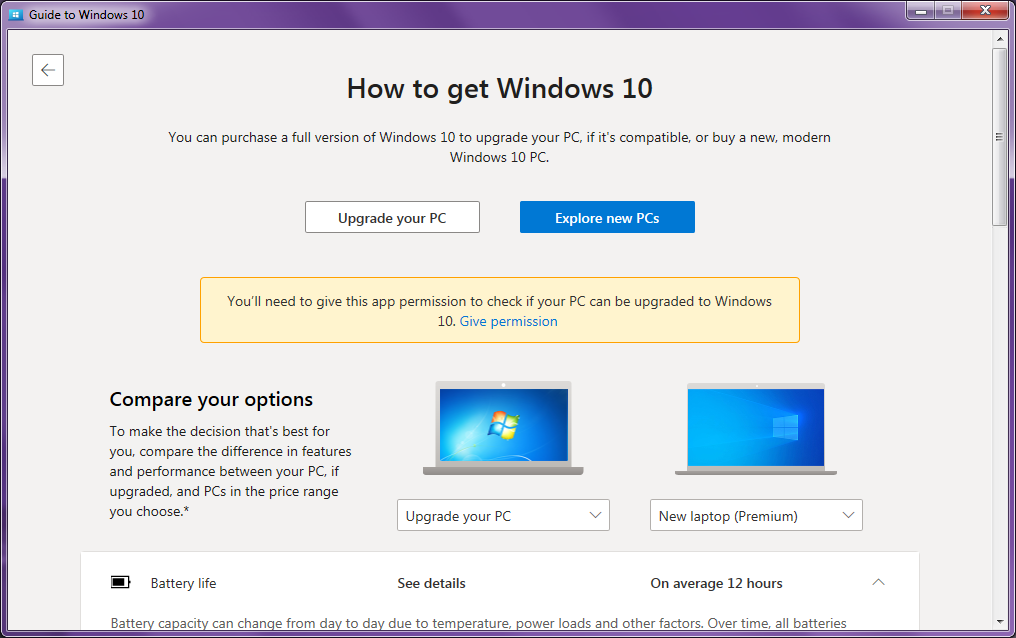 Guide to Windows 10
How to get Windows 10
You can purchase a full version of Windows 10 to upgrade your PC, if it's compatible, or buy a new, modern
Windows 10 PC.
Upgrade your PC
Explore new PCs
You'll need to give this app permission to check if your PC can be upgraded to Windows
10. Give permission
Compare your options
To make the decision that's best for
you, compare the difference in features
and performance between your PC, if
upgraded, and PCs in the price range
you choose.*
Upgrade your PC
New laptop (Premium)
Battery life
See details
On average 12 hours
Battery capacity can change from day to day due to temperature, power loads and other factors. Over time, all batteries